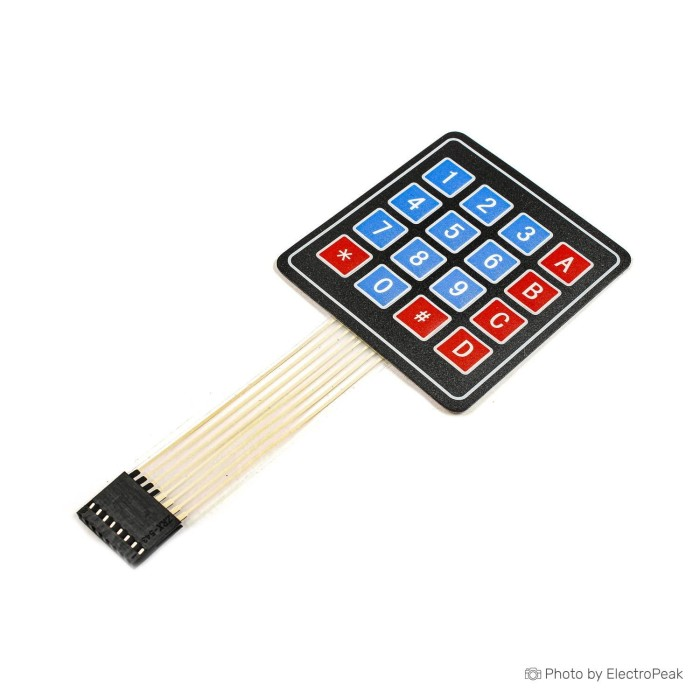 1 2 3 A
4 5 6 B
7 8 9 C
* 0 # D
Photo by ElectroPeak